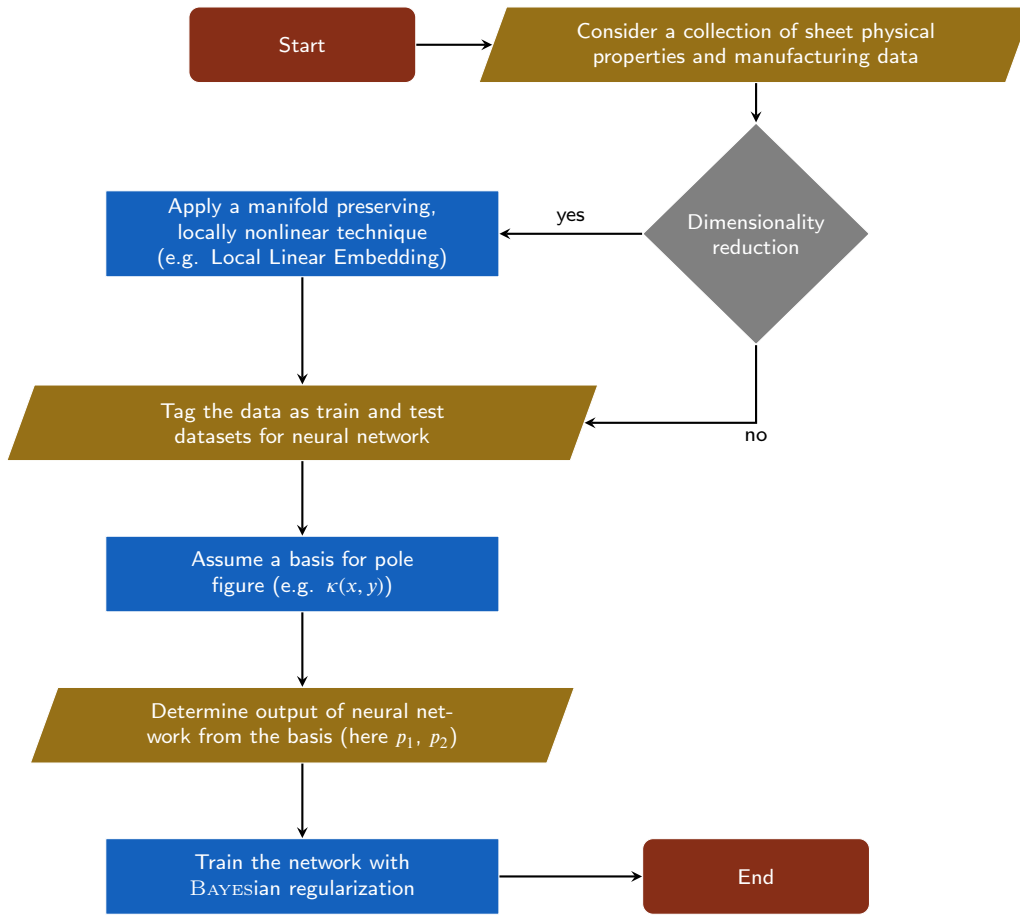 Start
Consider a collection of sheet physical
properties and manufacturing data
Dimensionality
reduction
yes
Apply a manifold preserving,
locally nonlinear technique
(e.g. Local Linear Embedding)
no
Tag the data as train and test
datasets for neural network
Assume a basis for pole
figure (e.g. κ(x, y))
Determine output of neural net-
work from the basis (here p₁, p₂)
Train the network with
BAYESian regularization
End